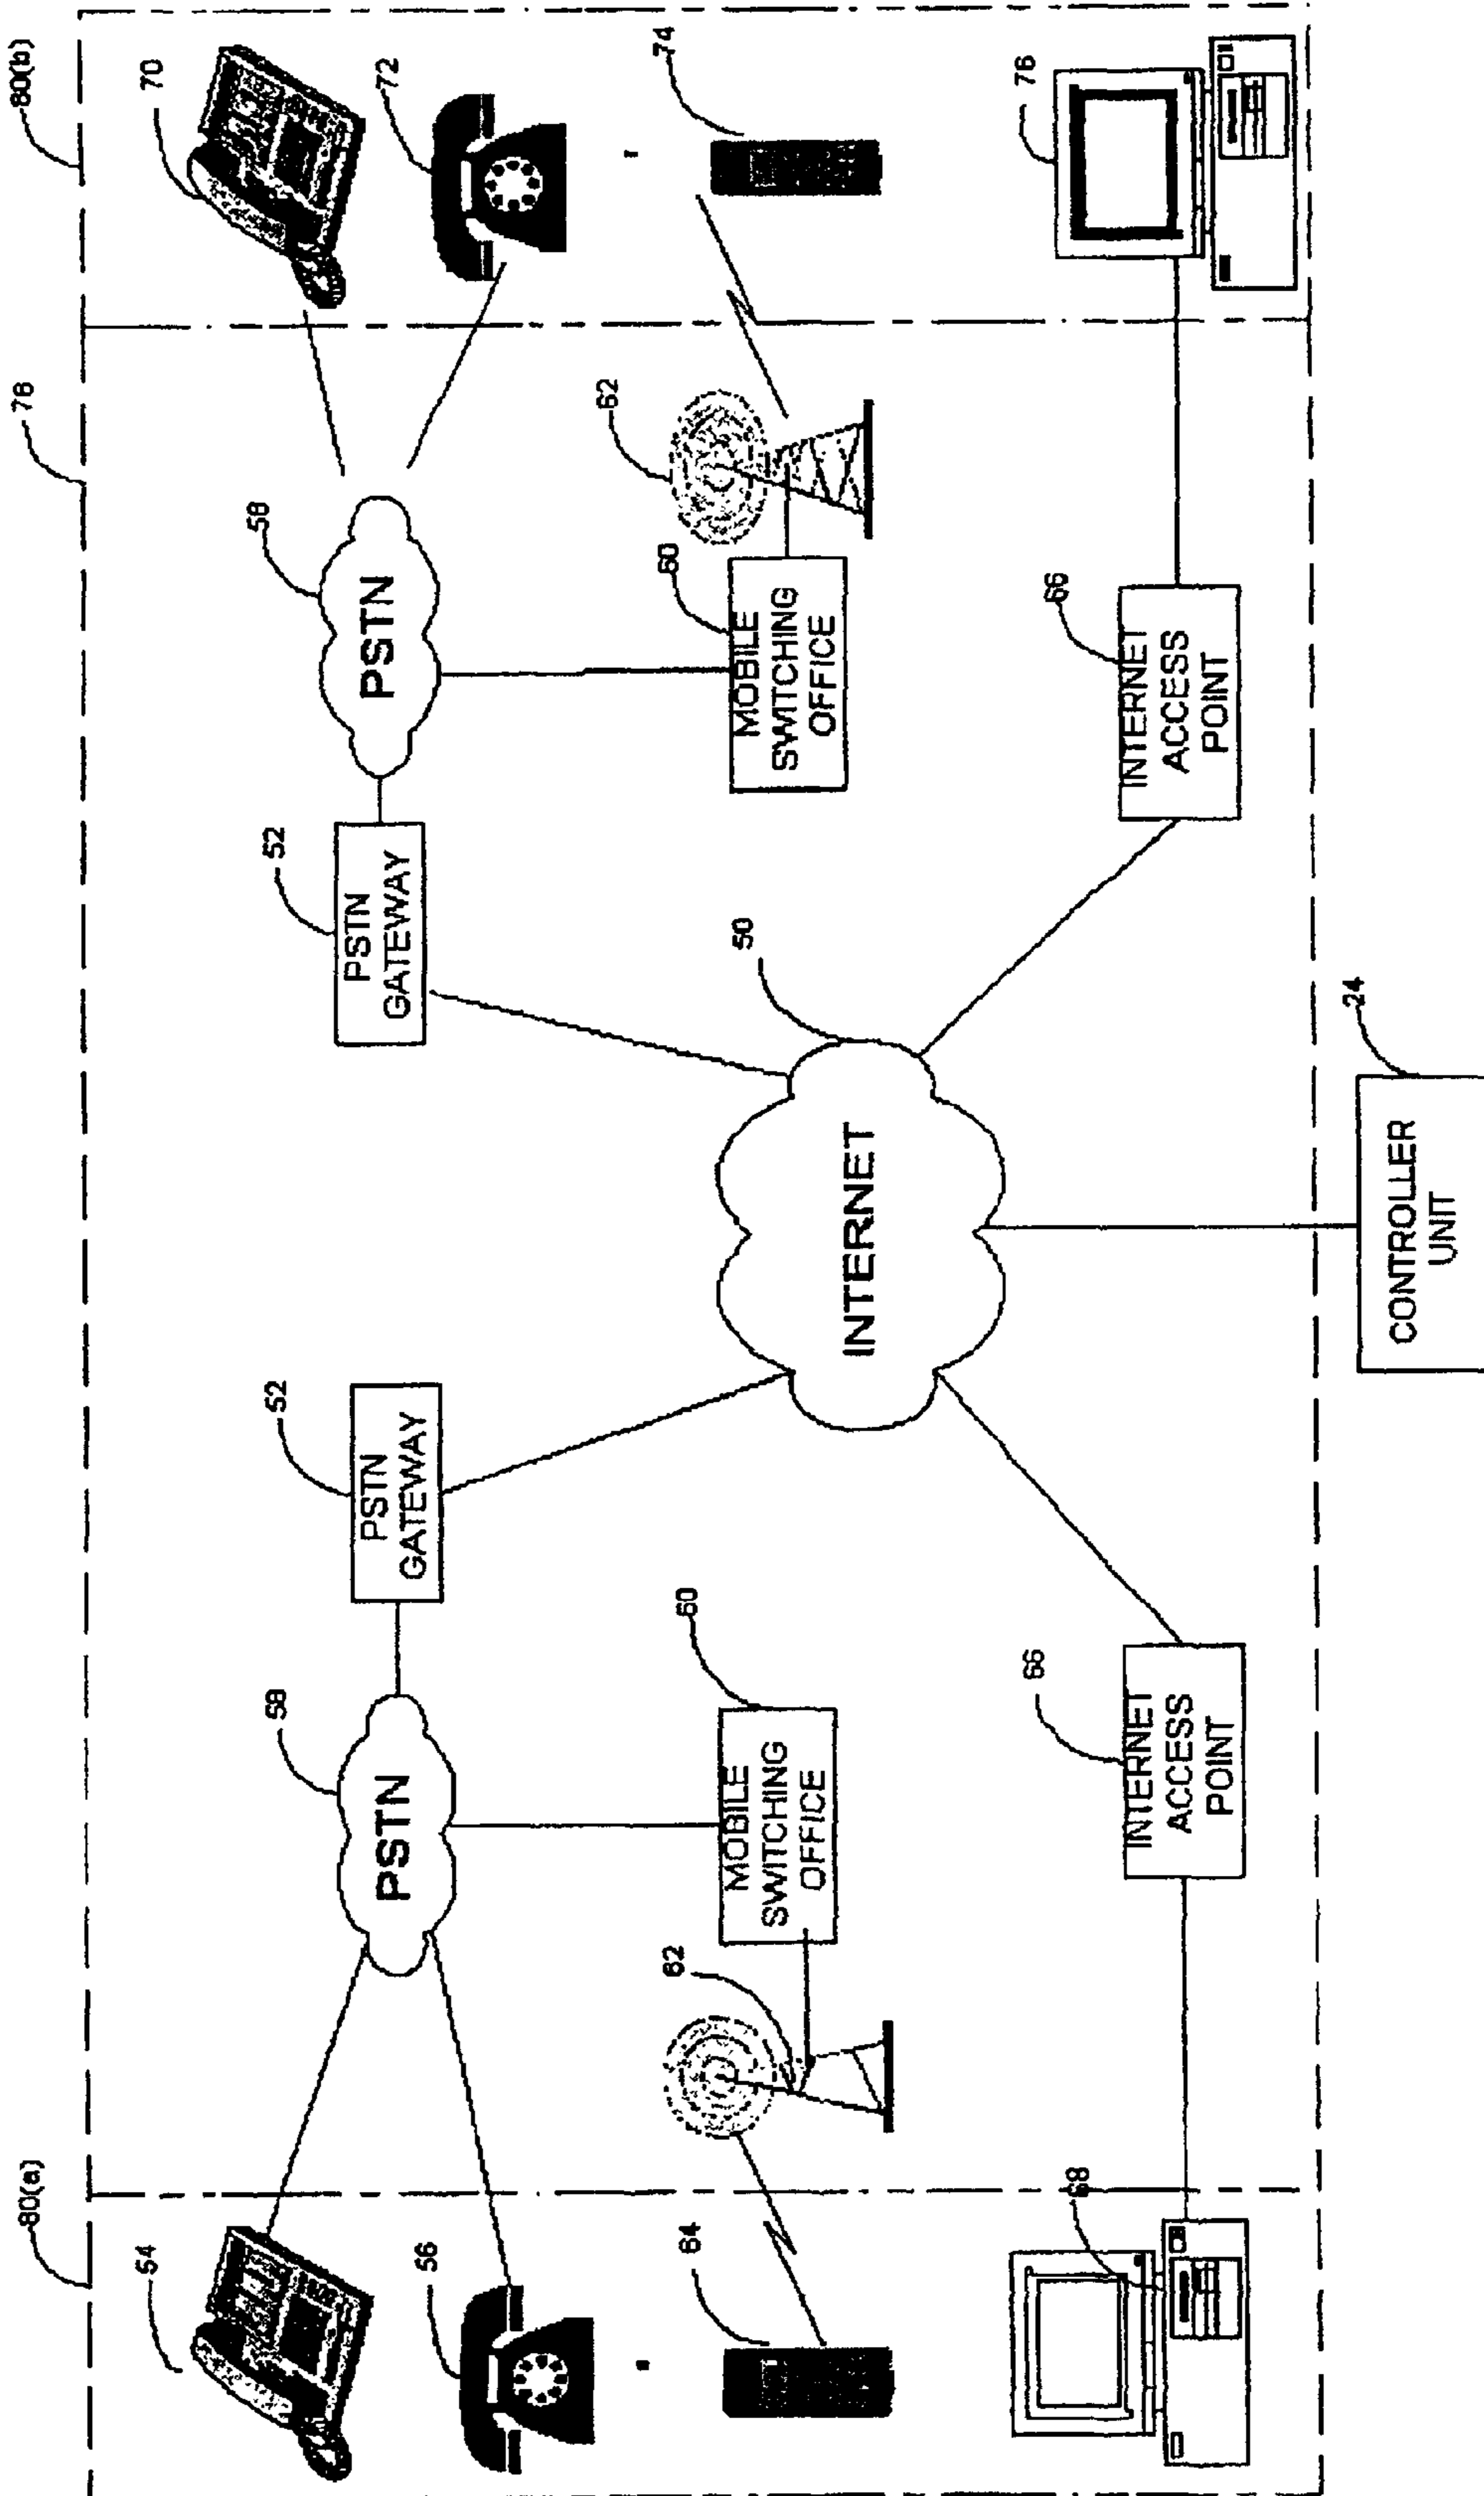 80(a)
78
80(b)
54
58
52
52
58
70
PSTN
PSTN
GATEWAY
PSTN
GATEWAY
PSTN
56
72
62
60
50
60
62
74
64
MOBILE
SWITCHING
OFFICE
INTERNET
MOBILE
SWITCHING
OFFICE
68
66
66
76
INTERNET
ACCESS
POINT
INTERNET
ACCESS
POINT
24
CONTROLLER
UNIT